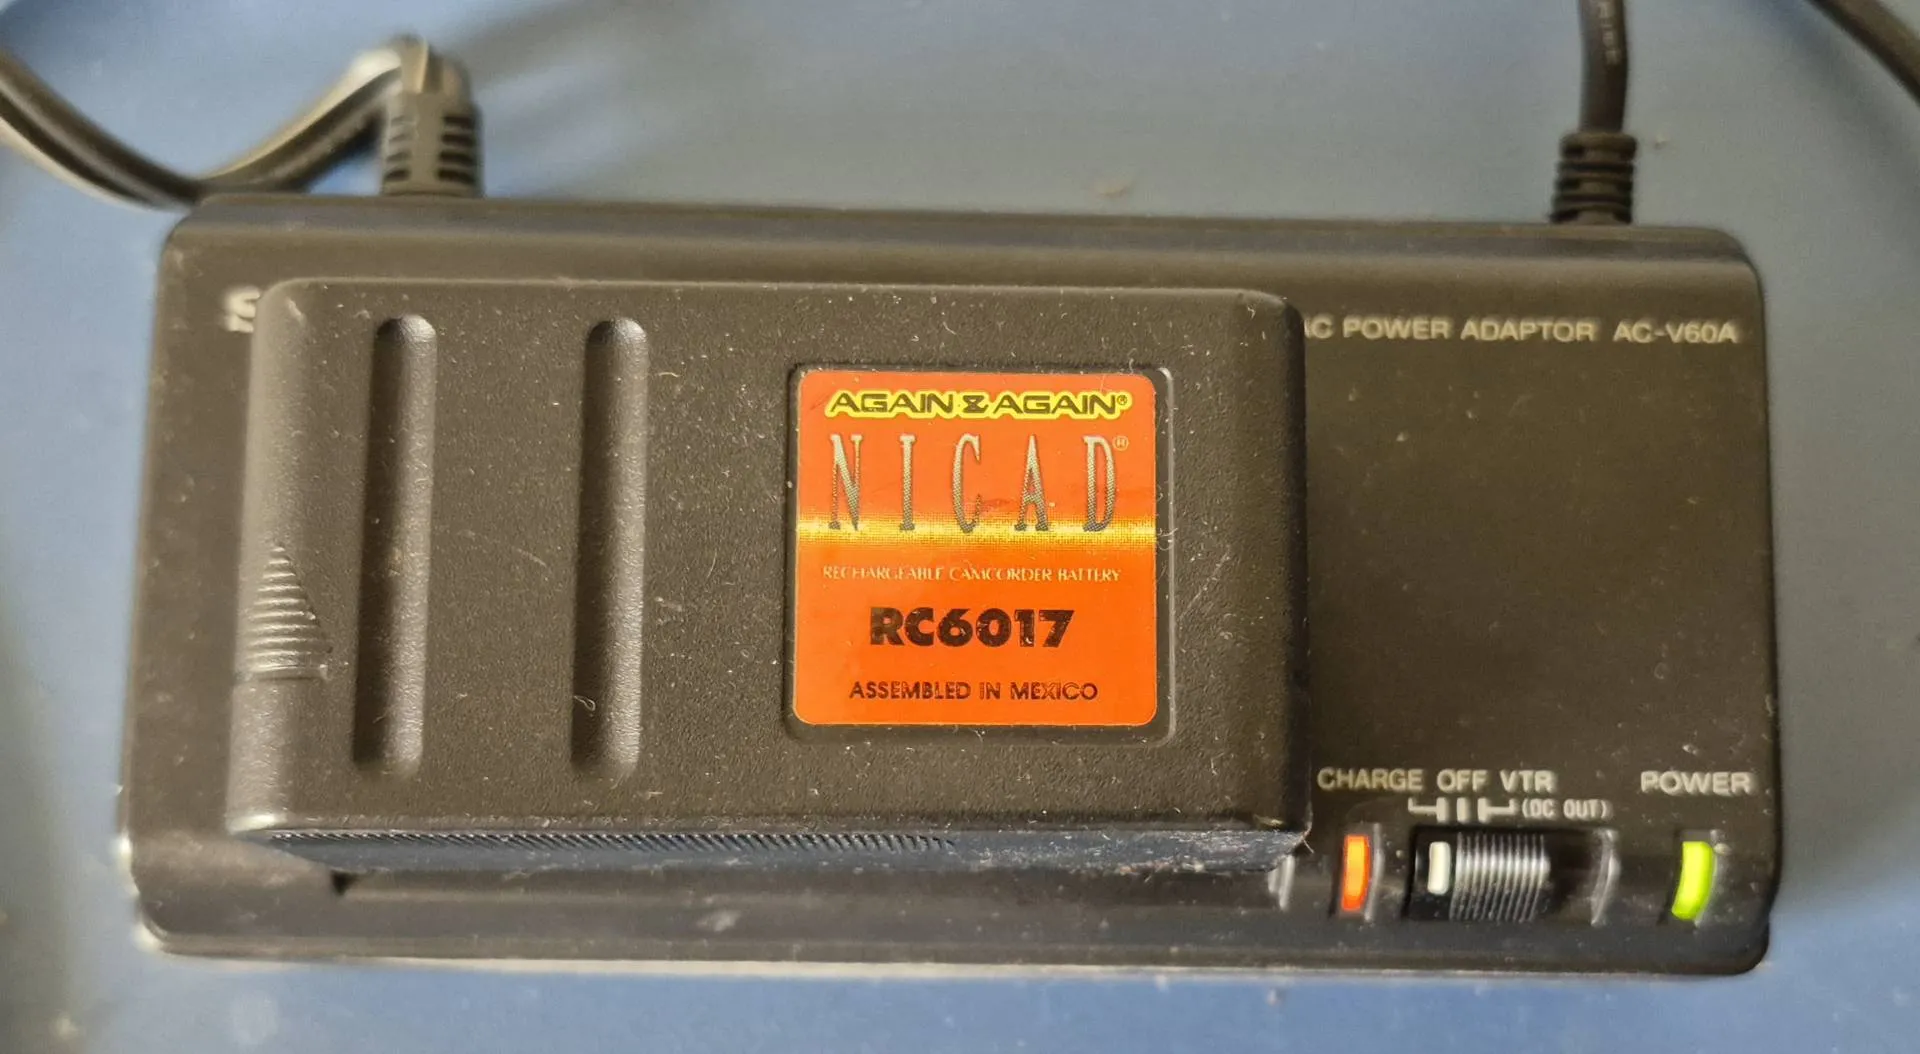 S
AC POWER ADAPTOR AC-V60A
AGAIN & AGAIN®
NICAD®
RECHARGEABLE CAMCORDER BATTERY
RC6017
ASSEMBLED IN MEXICO
CHARGE OFF VTR
(DC OUT)
POWER